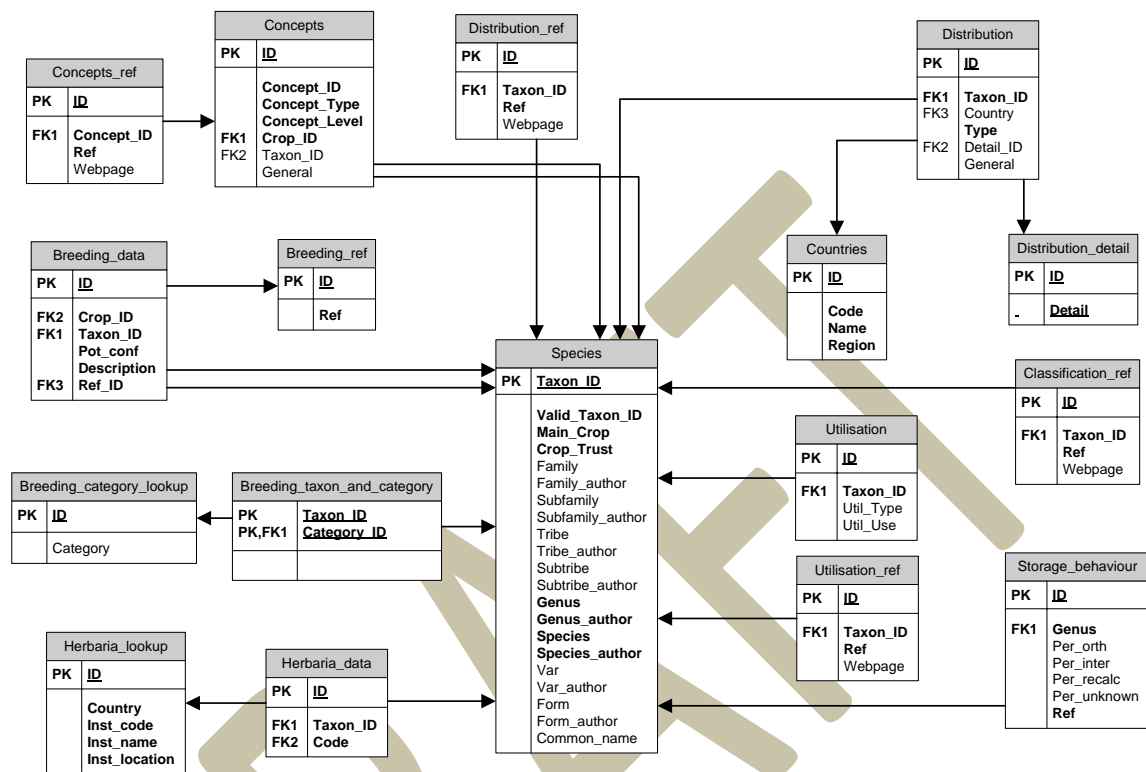 Concepts_ref
PK ID
FK1 Concept_ID
Ref
Webpage
Concepts
PK ID
Concept_ID
Concept_Type
Concept_Level
FK1 Crop_ID
FK2 Taxon_ID
General
Distribution_ref
PK ID
FK1 Taxon_ID
Ref
Webpage
Distribution
PK ID
FK1 Taxon_ID
FK3 Country
Type
FK2 Detail_ID
General
Breeding_data
PK ID
FK2 Crop_ID
FK1 Taxon_ID
Pot_conf
Description
FK3 Ref_ID
Breeding_ref
PK ID
Ref
Countries
PK ID
Code
Name
Region
Distribution_detail
PK ID
Detail
Species
PK Taxon_ID
Valid_Taxon_ID
Main_Crop
Crop_Trust
Family
Family_author
Subfamily
Subfamily_author
Tribe
Tribe_author
Subtribe
Subtribe_author
Genus
Genus_author
Species
Species_author
Var
Var_author
Form
Form_author
Common_name
Classification_ref
PK ID
FK1 Taxon_ID
Ref
Webpage
Utilisation
PK ID
FK1 Taxon_ID
Util_Type
Util_Use
Breeding_category_lookup
PK ID
Category
Breeding_taxon_and_category
PK Taxon_ID
PK,FK1 Category_ID
Utilisation_ref
PK ID
FK1 Taxon_ID
Ref
Webpage
Storage_behaviour
PK ID
FK1 Genus
Per_orth
Per_inter
Per_recalc
Per_unknown
Ref
Herbaria_lookup
PK ID
Country
Inst_code
Inst_name
Inst_location
Herbaria_data
PK ID
FK1 Taxon_ID
FK2 Code